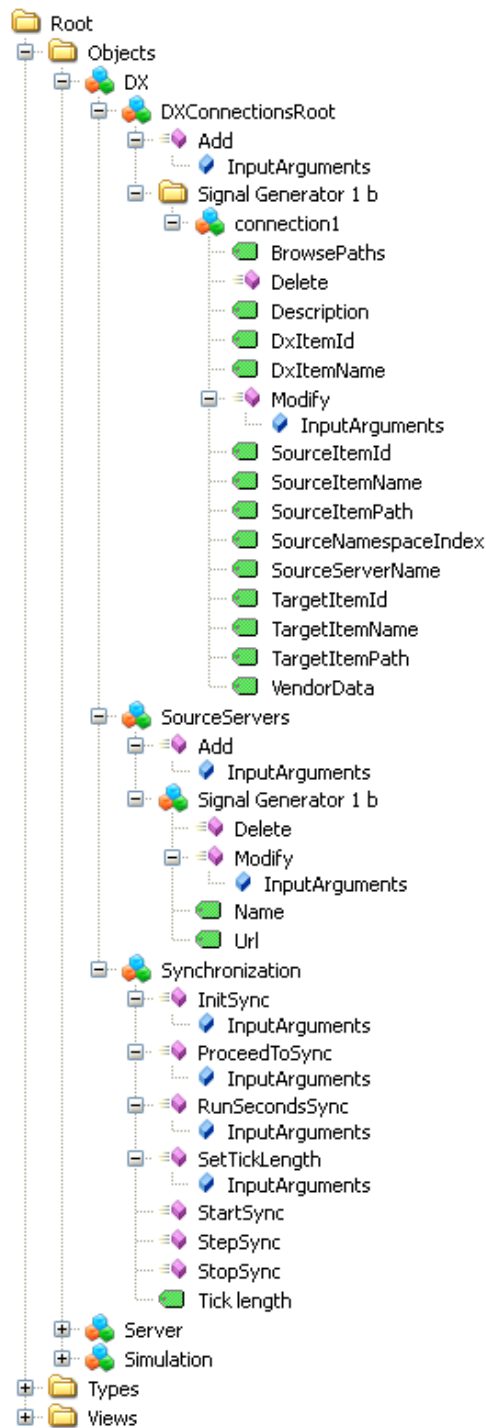 Root
Objects
DX
DXConnectionsRoot
Add
InputArguments
Signal Generator 1 b
connection1
BrowsePaths
Delete
Description
DxItemId
DxItemName
Modify
InputArguments
SourceItemId
SourceItemName
SourceItemPath
SourceNamespaceIndex
SourceServerName
TargetItemId
TargetItemName
TargetItemPath
VendorData
SourceServers
Add
InputArguments
Signal Generator 1 b
Delete
Modify
InputArguments
Name
Url
Synchronization
InitSync
InputArguments
ProceedToSync
InputArguments
RunSecondsSync
InputArguments
SetTickLength
InputArguments
StartSync
StepSync
StopSync
Tick length
Server
Simulation
Types
Views